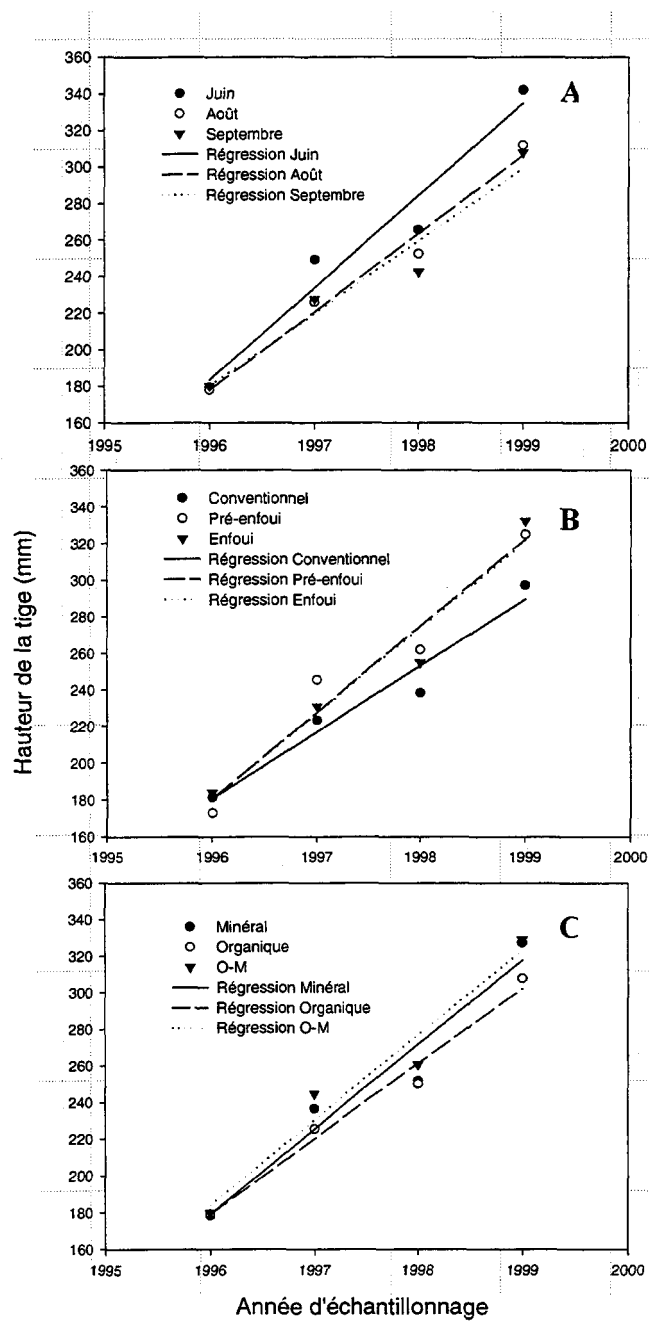 A
Juin
Août
Septembre
Régression Juin
Régression Août
Régression Septembre
360
340
320
300
280
260
240
220
200
180
160
1995
1996
1997
1998
1999
2000
B
Conventionnel
Pré-enfoui
Enfoui
Régression Conventionnel
Régression Pré-enfoui
Régression Enfoui
360
340
320
300
280
260
240
220
200
180
160
1995
1996
1997
1998
1999
2000
Hauteur de la tige (mm)
C
Minéral
Organique
O-M
Régression Minéral
Régression Organique
Régression O-M
360
340
320
300
280
260
240
220
200
180
160
1995
1996
1997
1998
1999
2000
Année d'échantillonnage